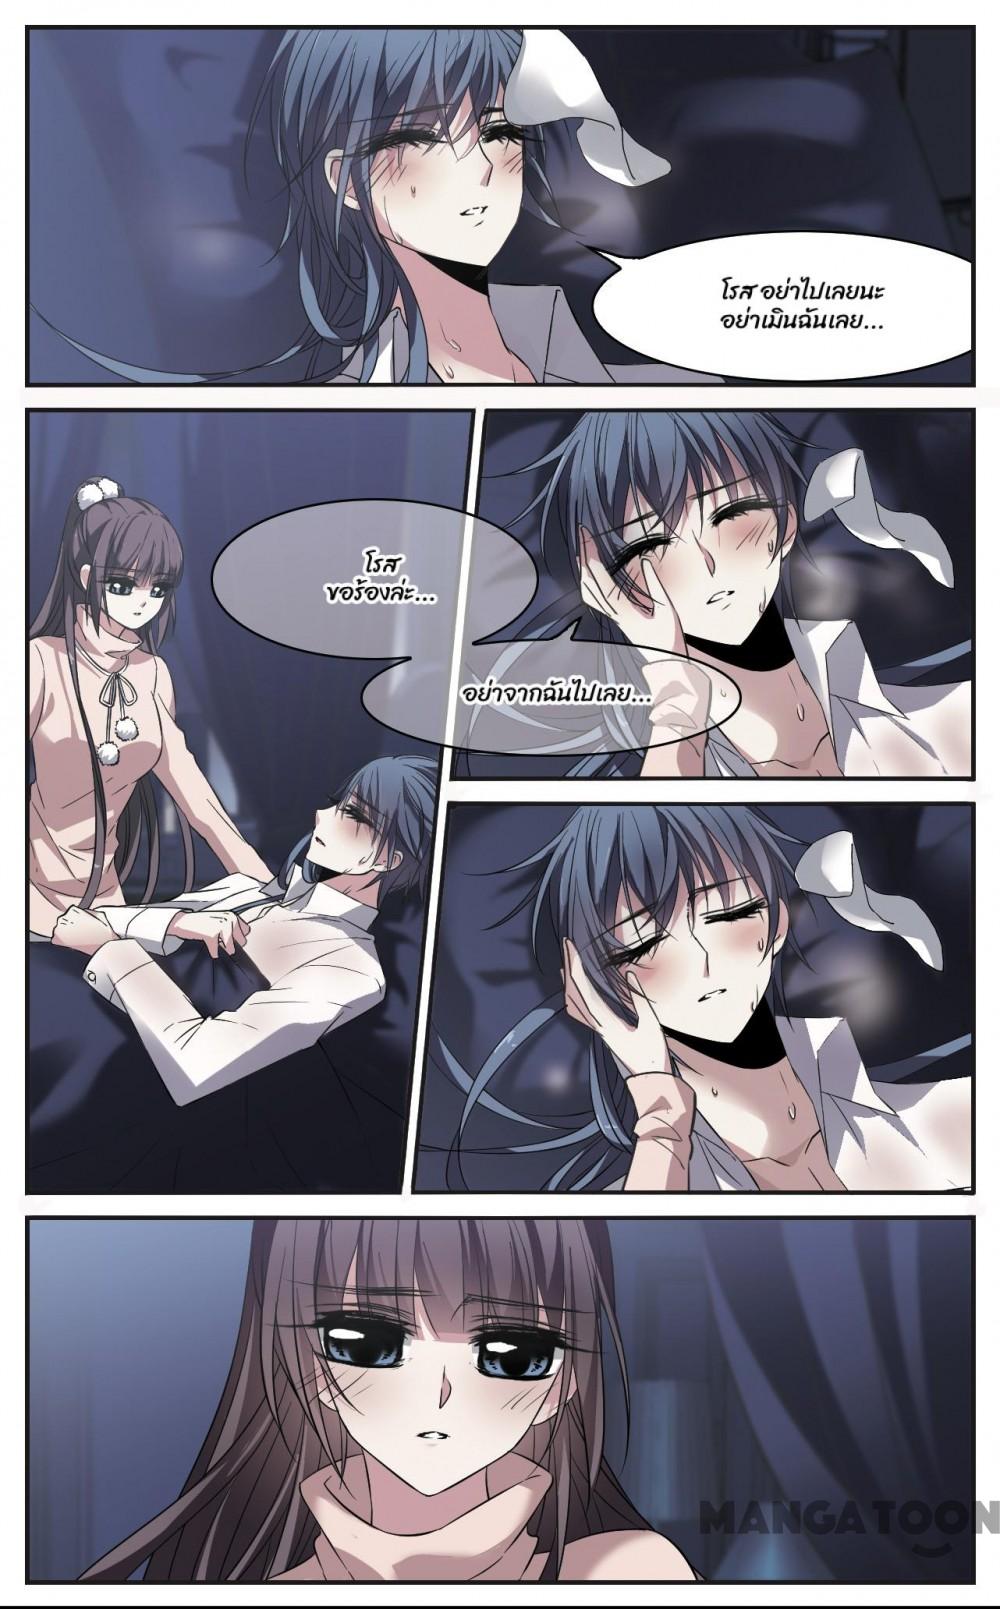 โรส อย่าไปเลยนะ
อย่าเมินฉันเลย...
โรส
ขอร้องล่ะ...
อย่าจากฉันไปเลย...
MANGATOON